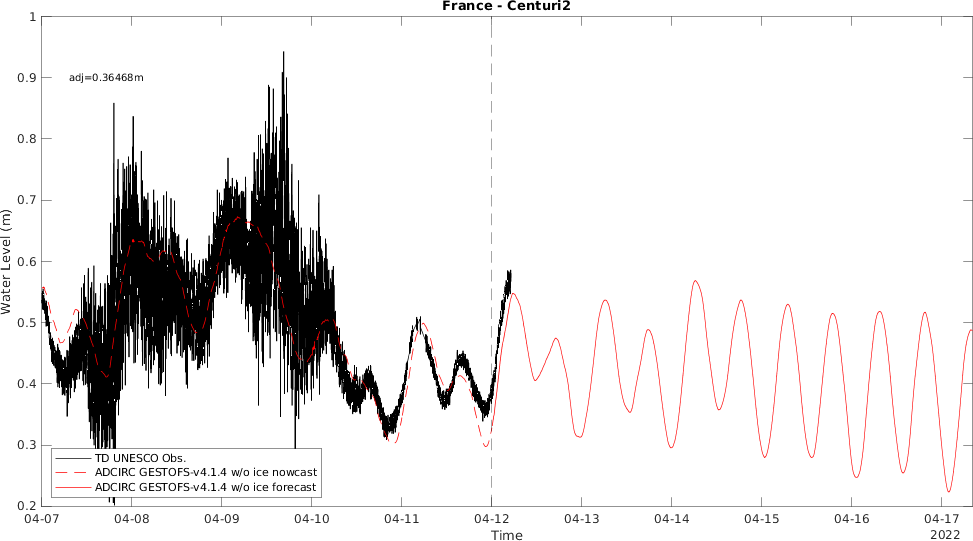 France - Centuri2
1
0.9
0.8
0.7
0.6
0.5
0.4
0.3
0.2
Water Level (m)
adj=0.36468m
TD UNESCO Obs.
ADCIRC GESTOFS-v4.1.4 w/o ice nowcast
ADCIRC GESTOFS-v4.1.4 w/o ice forecast
04-07 04-08 04-09 04-10 04-11 04-12 04-13 04-14 04-15 04-16 04-17
2022
Time